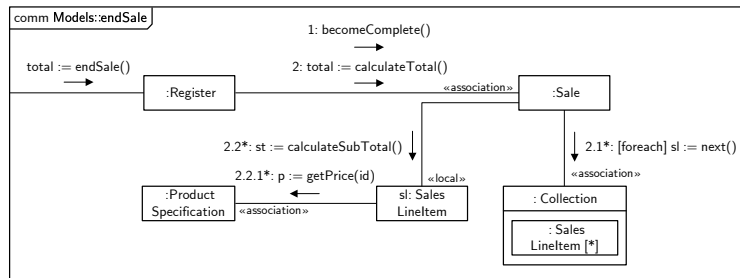 comm Models::endSale
1: becomeComplete()
total := endSale()
2: total := calculateTotal()
«association»
:Register
:Sale
2.2*: st := calculateSubTotal()
2.1*: [foreach] sl := next()
2.2.1*: p := getPrice(id)
«local»
«association»
:Product
Specification
«association»
sl: Sales
LineItem
: Collection
: Sales
LineItem [*]